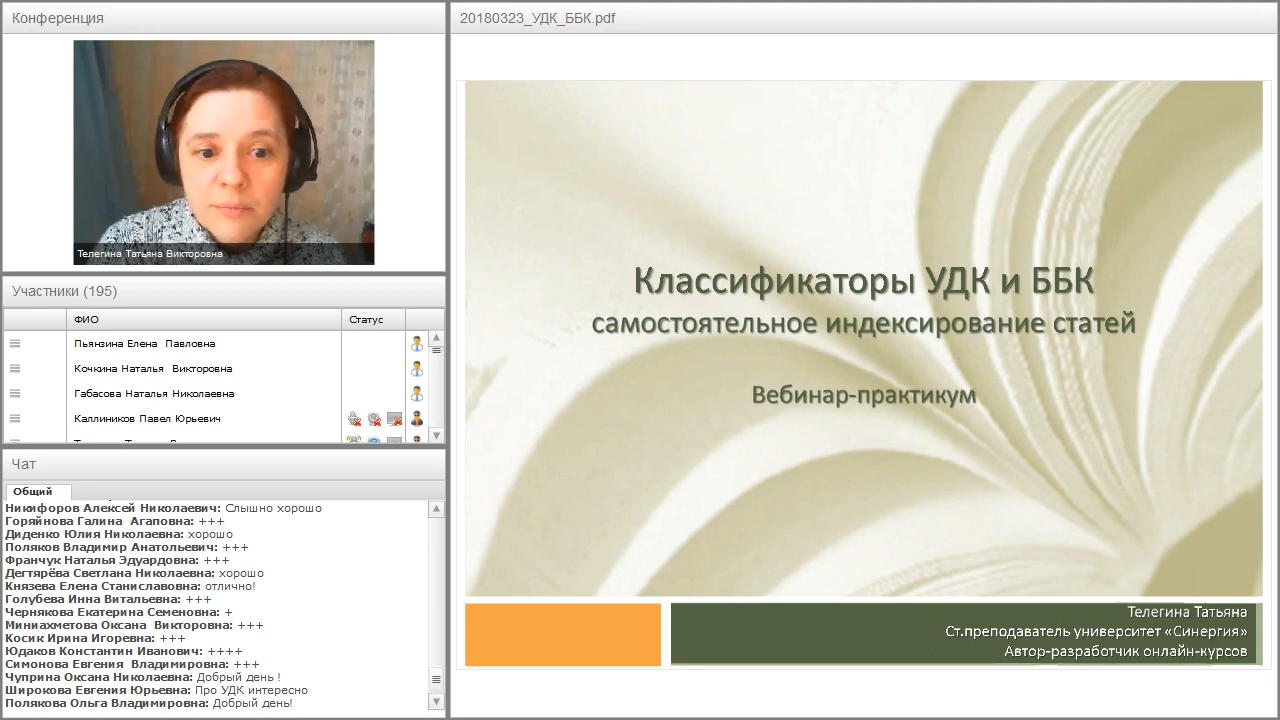 Конференция
Телегина Татьяна Викторовна
Участники (195)
ФИО Статус
Пьянзина Елена Павловна
Кочкина Наталья Викторовна
Габасова Наталья Николаевна
Каллиников Павел Юрьевич
Чат
Общий
Никифоров Алексей Николаевич: Слышно хорошо
Горяйнова Галина Агаповна: +++
Диденко Юлия Николаевна: хорошо
Поляков Владимир Анатольевич: +++
Франчук Наталья Эдуардовна: +++
Дегтярёва Светлана Николаевна: хорошо
Князева Елена Станиславовна: отлично!
Голубева Инна Витальевна: +++
Чернякова Екатерина Семеновна: +
Миниахметова Оксана Викторовна: +++
Косик Ирина Игоревна: +++
Юдаков Константин Иванович: ++++
Симонова Евгения Владимировна: +++
Чуприна Оксана Николаевна: Добрый день !
Широкова Евгения Юрьевна: Про УДК интересно
Полякова Ольга Владимировна: Добрый день!
20180323_УДК_ББК.pdf
Классификаторы УДК и ББК
самостоятельное индексирование статей
Вебинар-практикум
Телегина Татьяна
Ст.преподаватель университет «Синергия»
Автор-разработчик онлайн-курсов